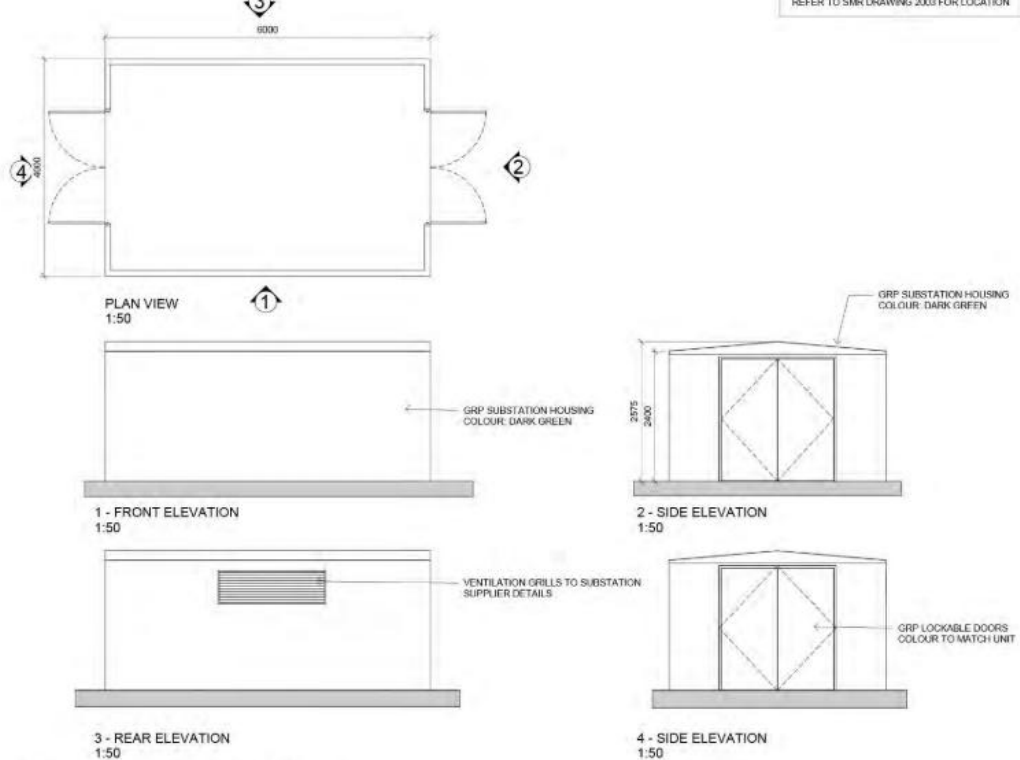 REFER TO SMR DRAWING 2003 FOR LOCATION
3
6000
4
4000
2
PLAN VIEW
1:50
1
GRP SUBSTATION HOUSING
COLOUR: DARK GREEN
GRP SUBSTATION HOUSING
COLOUR: DARK GREEN
2575
2400
1 - FRONT ELEVATION
1:50
2 - SIDE ELEVATION
1:50
VENTILATION GRILLS TO SUBSTATION
SUPPLIER DETAILS
GRP LOCKABLE DOORS
COLOUR TO MATCH UNIT
3 - REAR ELEVATION
1:50
4 - SIDE ELEVATION
1:50